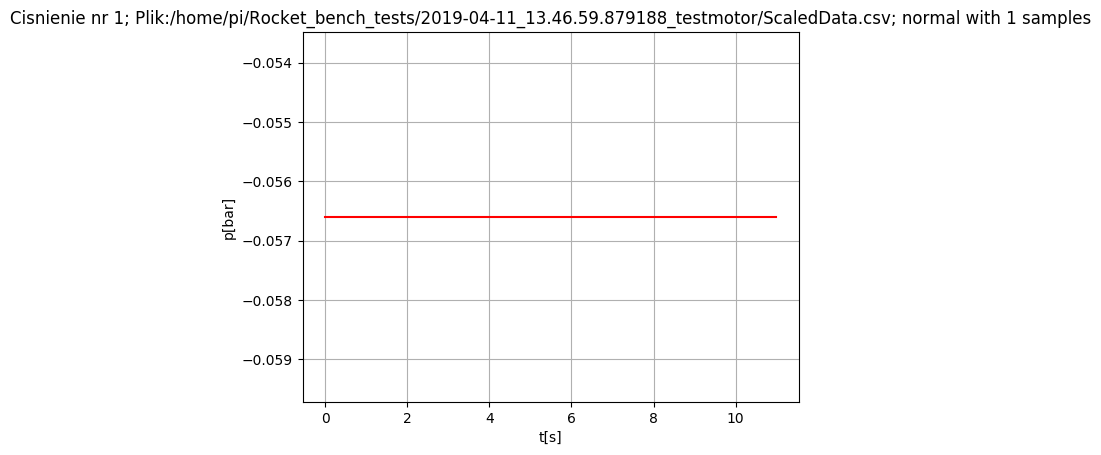 Cisnienie nr 1; Plik:/home/pi/Rocket_bench_tests/2019-04-11_13.46.59.879188_testmotor/ScaledData.csv; normal with 1 samples
−0.054
−0.055
−0.056
−0.057
−0.058
−0.059
p[bar]
0 2 4 6 8 10
t[s]